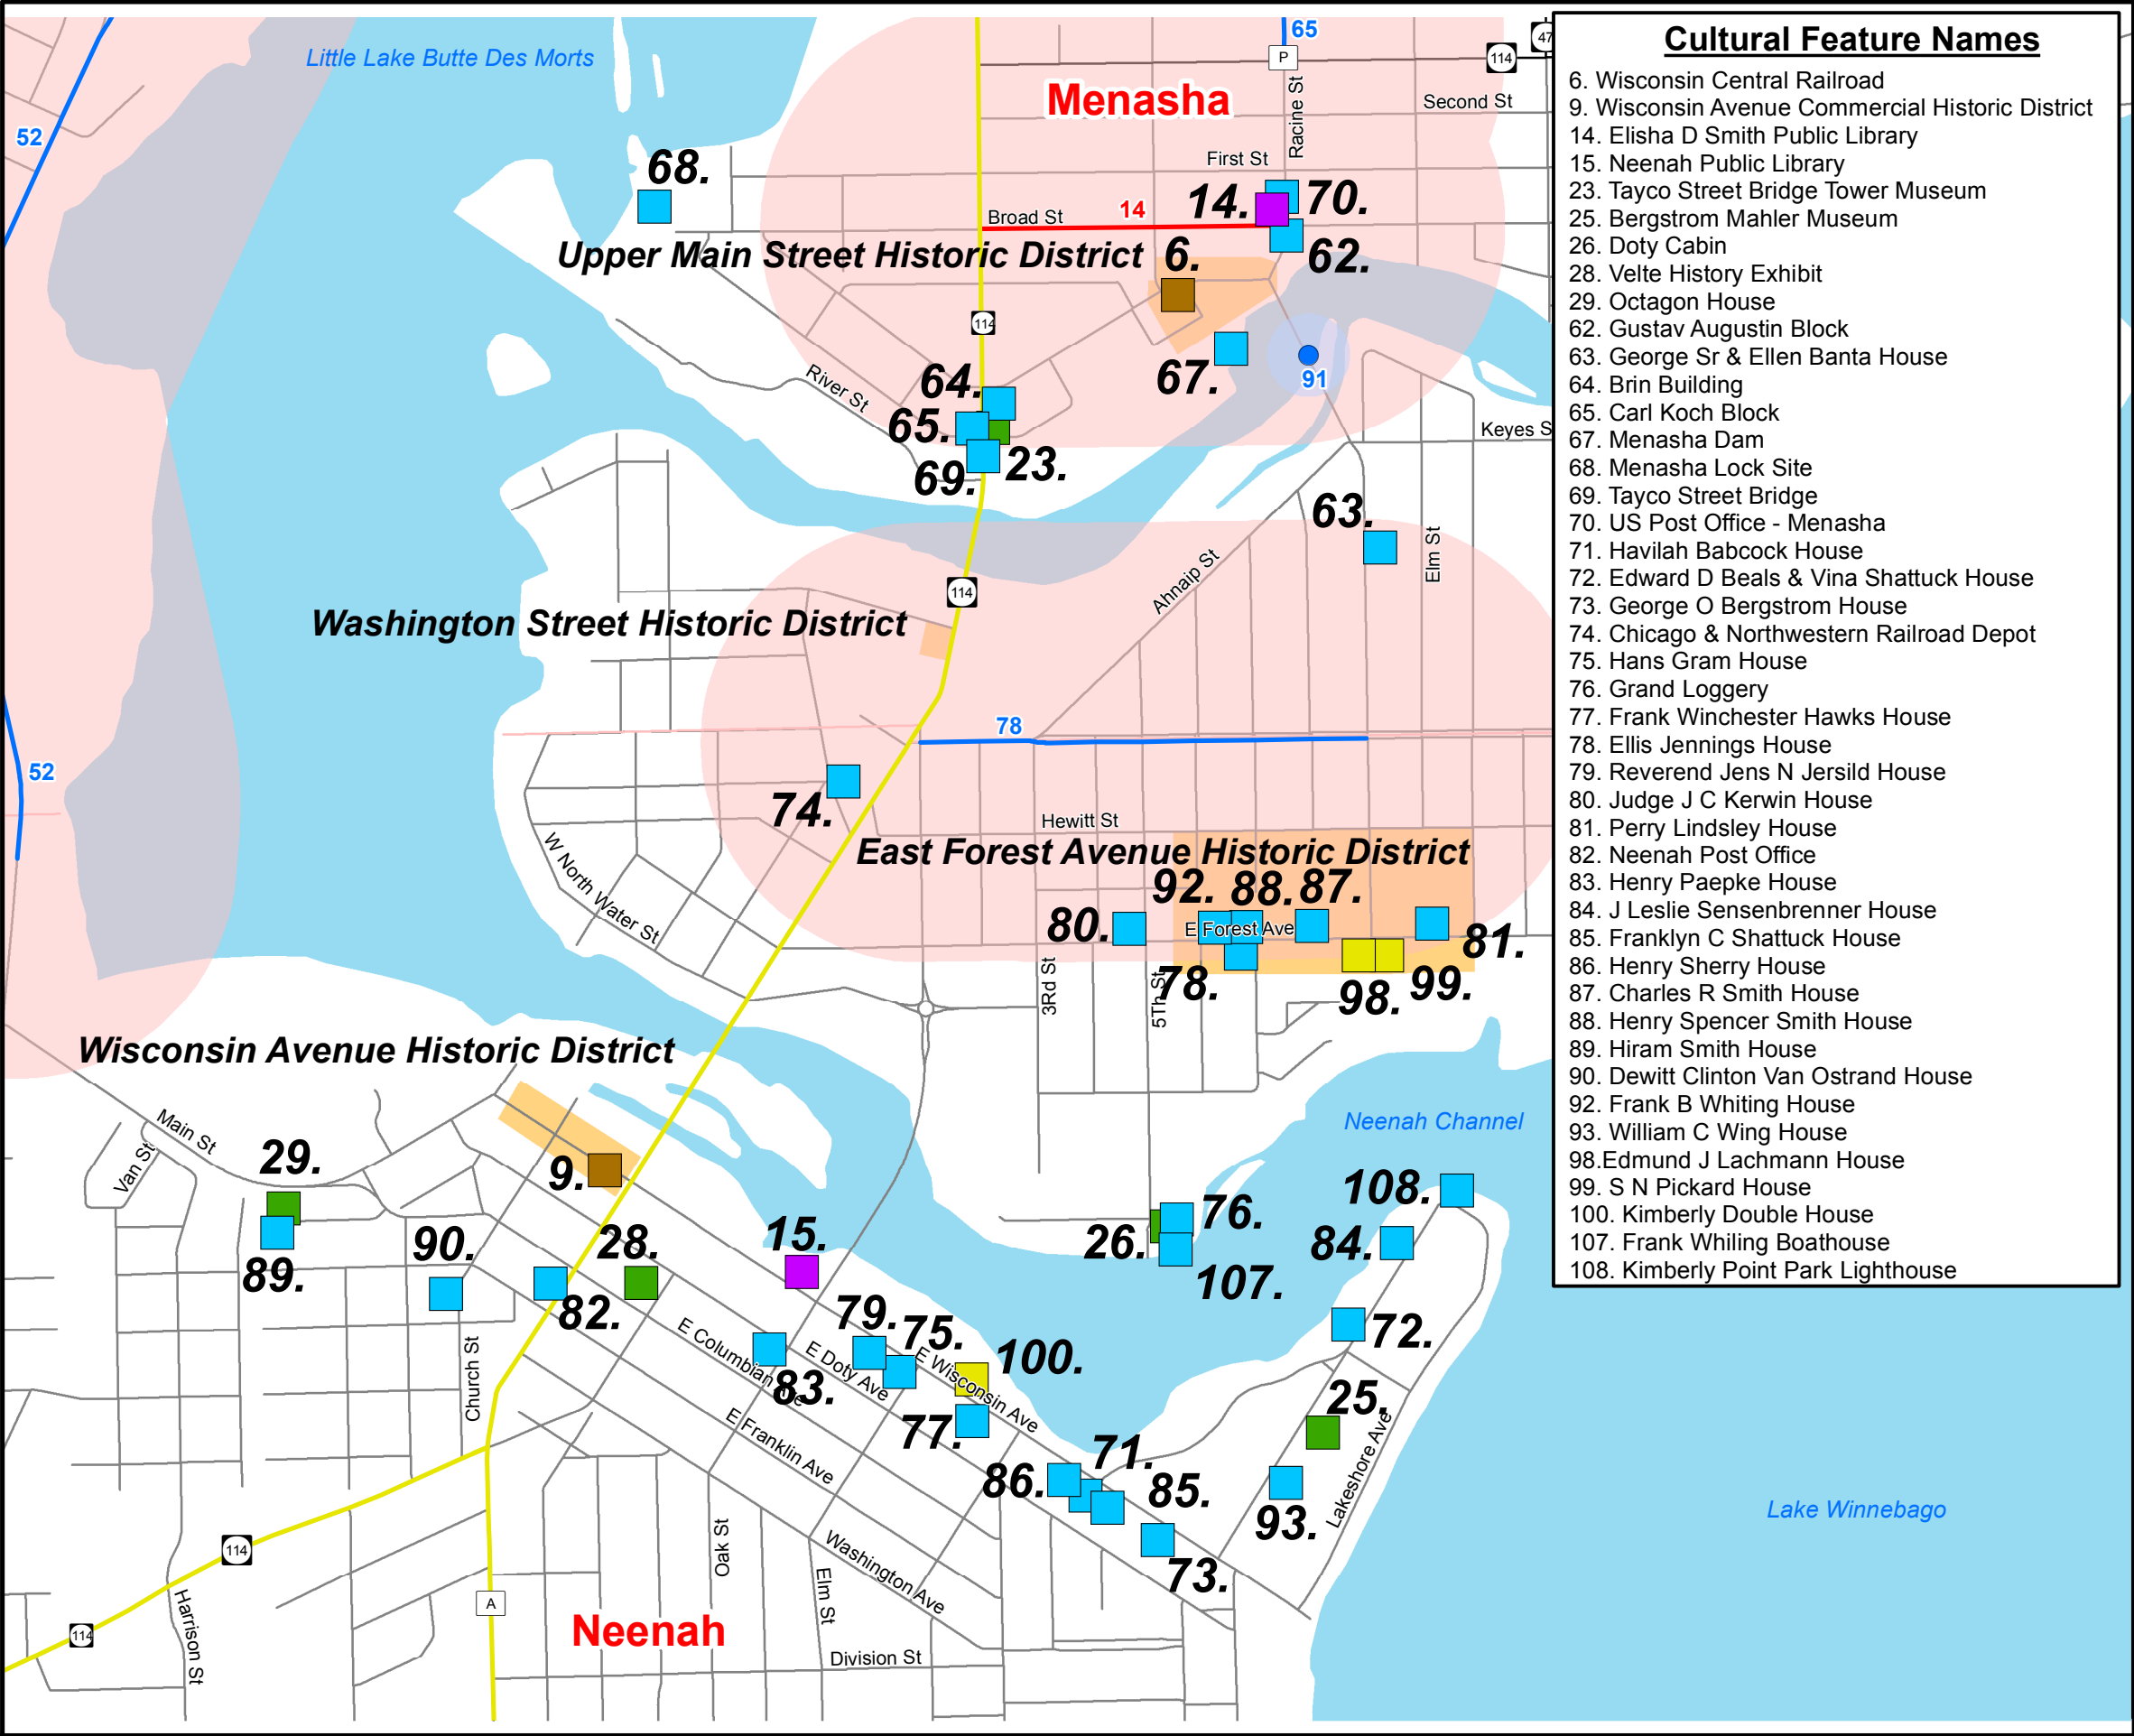 Little Lake Butte Des Morts
65
P
114
47
Menasha
Second St
Racine St
52
First St
68.
14.
70.
Broad St
14
Upper Main Street Historic District
6.
62.
114
River St
64.
67.
91
65.
Keyes S
69.
23.
63.
Elm St
Ahnaip St
114
Washington Street Historic District
78
52
74.
Hewitt St
East Forest Avenue Historic District
W North Water St
92.
88.
87.
80.
E Forest Ave
81.
78.
98.
99.
3Rd St
5Th St
Wisconsin Avenue Historic District
Main St
Van St
Neenah Channel
29.
9.
108.
76.
26.
84.
15.
28.
90.
89.
107.
82.
79.
75.
72.
E Columbian Ave
E Doty Ave
E Wisconsin Ave
100.
83.
Church St
25.
77.
E Franklin Ave
Lakeshore Ave
71.
86.
85.
93.
Lake Winnebago
114
Oak St
Washington Ave
73.
A
Elm St
Harrison St
114
Neenah
Division St
Cultural Feature Names
6. Wisconsin Central Railroad
9. Wisconsin Avenue Commercial Historic District
14. Elisha D Smith Public Library
15. Neenah Public Library
23. Tayco Street Bridge Tower Museum
25. Bergstrom Mahler Museum
26. Doty Cabin
28. Velte History Exhibit
29. Octagon House
62. Gustav Augustin Block
63. George Sr & Ellen Banta House
64. Brin Building
65. Carl Koch Block
67. Menasha Dam
68. Menasha Lock Site
69. Tayco Street Bridge
70. US Post Office - Menasha
71. Havilah Babcock House
72. Edward D Beals & Vina Shattuck House
73. George O Bergstrom House
74. Chicago & Northwestern Railroad Depot
75. Hans Gram House
76. Grand Loggery
77. Frank Winchester Hawks House
78. Ellis Jennings House
79. Reverend Jens N Jersild House
80. Judge J C Kerwin House
81. Perry Lindsley House
82. Neenah Post Office
83. Henry Paepke House
84. J Leslie Sensenbrenner House
85. Franklyn C Shattuck House
86. Henry Sherry House
87. Charles R Smith House
88. Henry Spencer Smith House
89. Hiram Smith House
90. Dewitt Clinton Van Ostrand House
92. Frank B Whiting House
93. William C Wing House
98.Edmund J Lachmann House
99. S N Pickard House
100. Kimberly Double House
107. Frank Whiling Boathouse
108. Kimberly Point Park Lighthouse